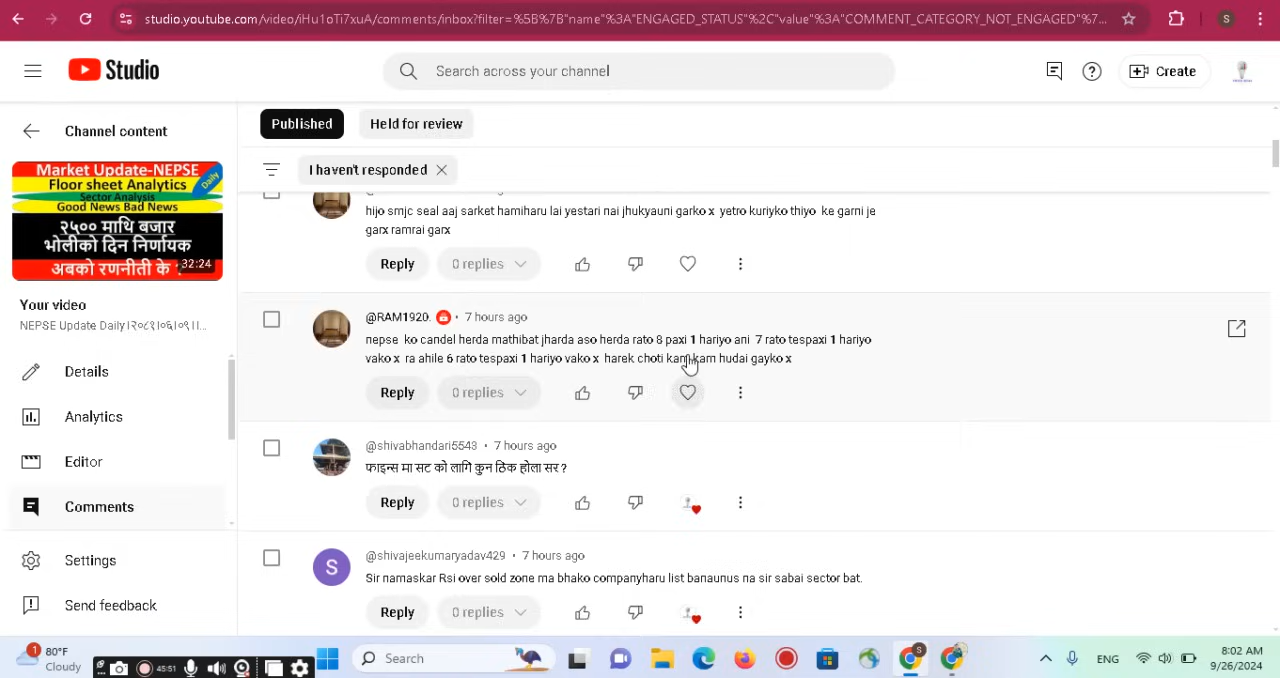 studio.youtube.com/video/iHu1oTi7xuA/comments/inbox?filter=%5B%7B"name"%3A"ENGAGED_STATUS"%2C"value"%3A"COMMENT_CATEGORY_NOT_ENGAGED"%7...
S
Studio
Search across your channel
Create
Channel content
Published
Held for review
I haven't responded
Market Update-NEPSE
Floor sheet Analytics
Sector Analysis
Good News Bad News
Daily
२५०० माथि बजार
भोलीको दिन निर्णायक
अबको रणनीती के ?
32:24
Your video
NEPSE Update Daily।२०८१।०६।०९।।...
Details
Analytics
Editor
Comments
Settings
Send feedback
hijo smjc seal aaj sarket hamiharu lai yestari nai jhukyauni garko x yetro kuriyko thiyo ke garni je
garx ramrai garx
Reply
0 replies
@RAM1920. • 7 hours ago
nepse ko candel herda mathibat jharda aso herda rato 8 paxi 1 hariyo ani 7 rato tespaxi 1 hariyo
vako x ra ahile 6 rato tespaxi 1 hariyo vako x harek choti kam kam hudai gayko x
Reply
0 replies
@shivabhandari5543 • 7 hours ago
फाइन्स मा सट को लागि कुन ठिक होला सर ?
Reply
0 replies
S
@shivajeekumaryadav429 • 7 hours ago
Sir namaskar Rsi over sold zone ma bhako companyharu list banaunus na sir sabai sector bat.
Reply
0 replies
1
80°F
Cloudy
45:51
Search
S
ENG
8:02 AM
9/26/2024